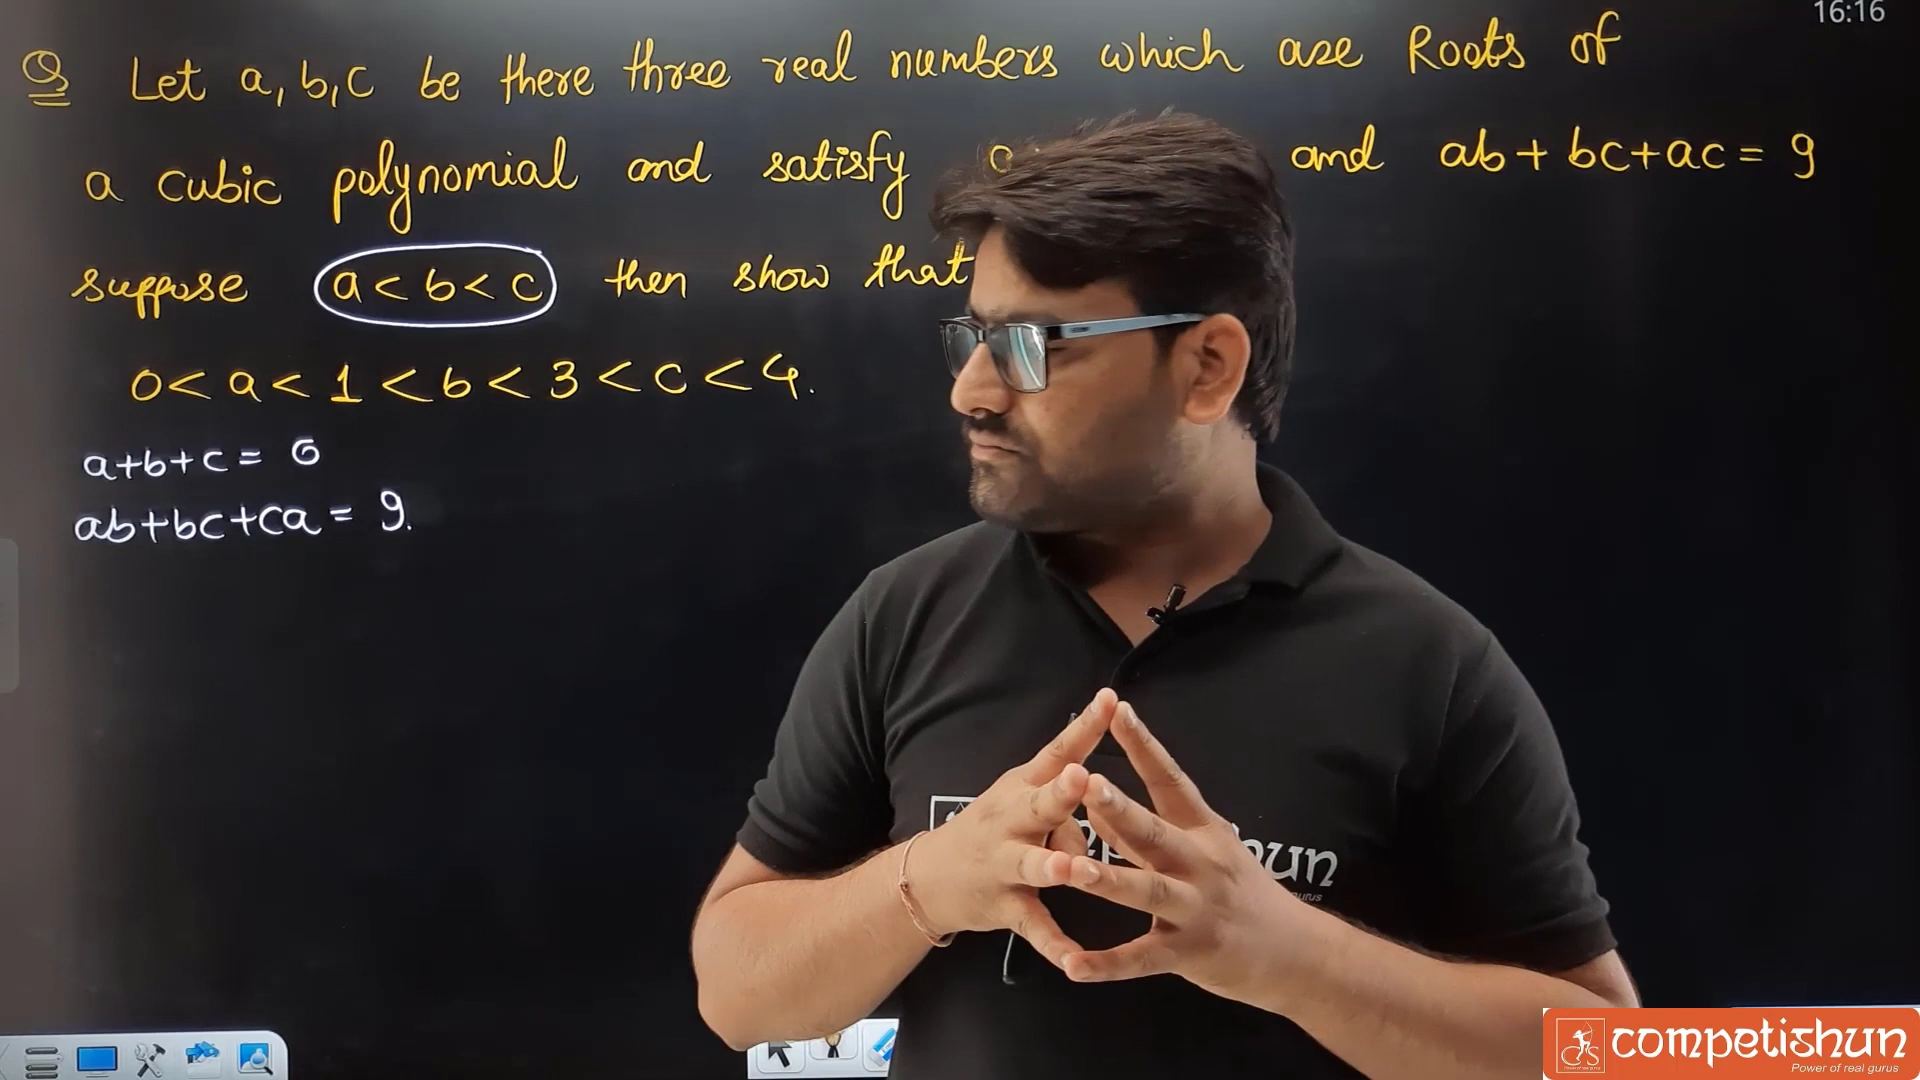 16:16
Q Let a, b, c be there three real numbers which are Roots of
a cubic polynomial and satisfy and ab + bc + ac = 9
suppose a < b < c then show that
0 < a < 1 < b < 3 < c < 4.
a+b+c = 6
ab+bc+ca = 9.
competishun
Power of real gurus